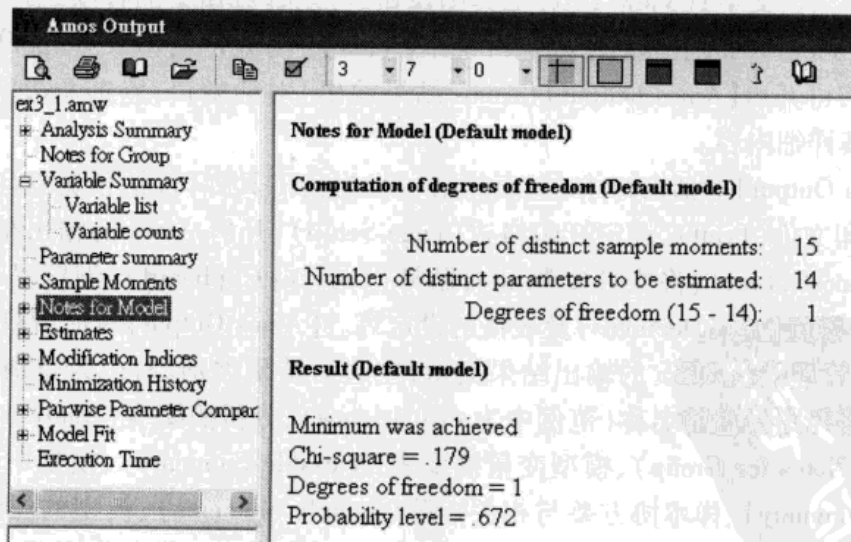 Amos Output
3 7 0
ex3_1.amw
Analysis Summary
Notes for Group
Variable Summary
Variable list
Variable counts
Parameter summary
Sample Moments
Notes for Model
Estimates
Modification Indices
Minimization History
Pairwise Parameter Compar
Model Fit
Execution Time
Notes for Model (Default model)
Computation of degrees of freedom (Default model)
Number of distinct sample moments: 15
Number of distinct parameters to be estimated: 14
Degrees of freedom (15 - 14): 1
Result (Default model)
Minimum was achieved
Chi-square = .179
Degrees of freedom = 1
Probability level = .672